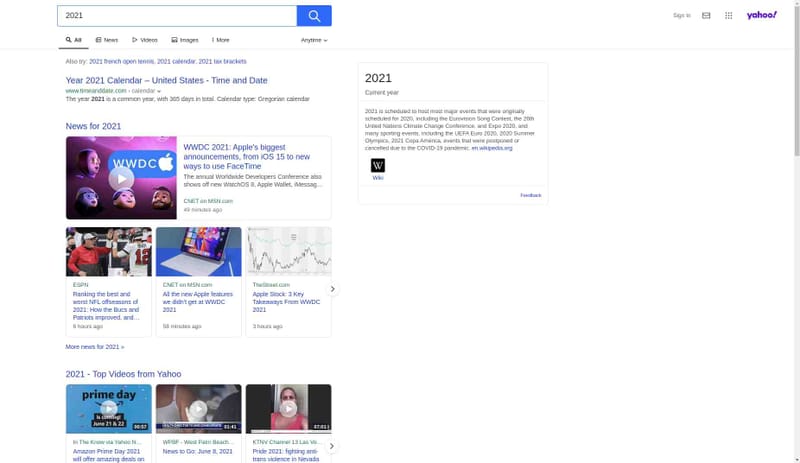 2021
Sign In
yahoo!
All
News
Videos
Images
More
Anytime
Also try: 2021 french open tennis, 2021 calendar, 2021 tax brackets
Year 2021 Calendar – United States - Time and Date
www.timeanddate.com › calendar
The year 2021 is a common year, with 365 days in total. Calendar type: Gregorian calendar
News for 2021
WWDC
WWDC 2021: Apple's biggest
announcements, from iOS 15 to new
ways to use FaceTime
The annual Worldwide Developers Conference also
shows off new WatchOS 8, Apple Wallet, iMessag...
CNET on MSN.com
49 minutes ago
ESPN
Ranking the best and
worst NFL offseasons of
2021: How the Bucs and
Patriots improved, and...
6 hours ago
CNET on MSN.com
All the new Apple features
we didn't get at WWDC
2021
56 minutes ago
TheStreet.com
Apple Stock: 3 Key
Takeaways From WWDC
2021
3 hours ago
More news for 2021 »
2021 - Top Videos from Yahoo
prime day
is coming!
June 21 & 22
00:57
In The Know via Yahoo N...
Amazon Prime Day 2021
will offer amazing deals on
01:41
WPBF - West Palm Beach...
News to Go: June 8, 2021
07:01
KTNV Channel 13 Las Ve...
Pride 2021: fighting anti-
trans violence in Nevada
2021
Current year
2021 is scheduled to host most major events that were originally
scheduled for 2020, including the Eurovision Song Contest, the 26th
United Nations Climate Change Conference, and Expo 2020, and
many sporting events, including the UEFA Euro 2020, 2020 Summer
Olympics, 2021 Copa América, events that were postponed or
cancelled due to the COVID-19 pandemic. en.wikipedia.org
W
Wiki
Feedback